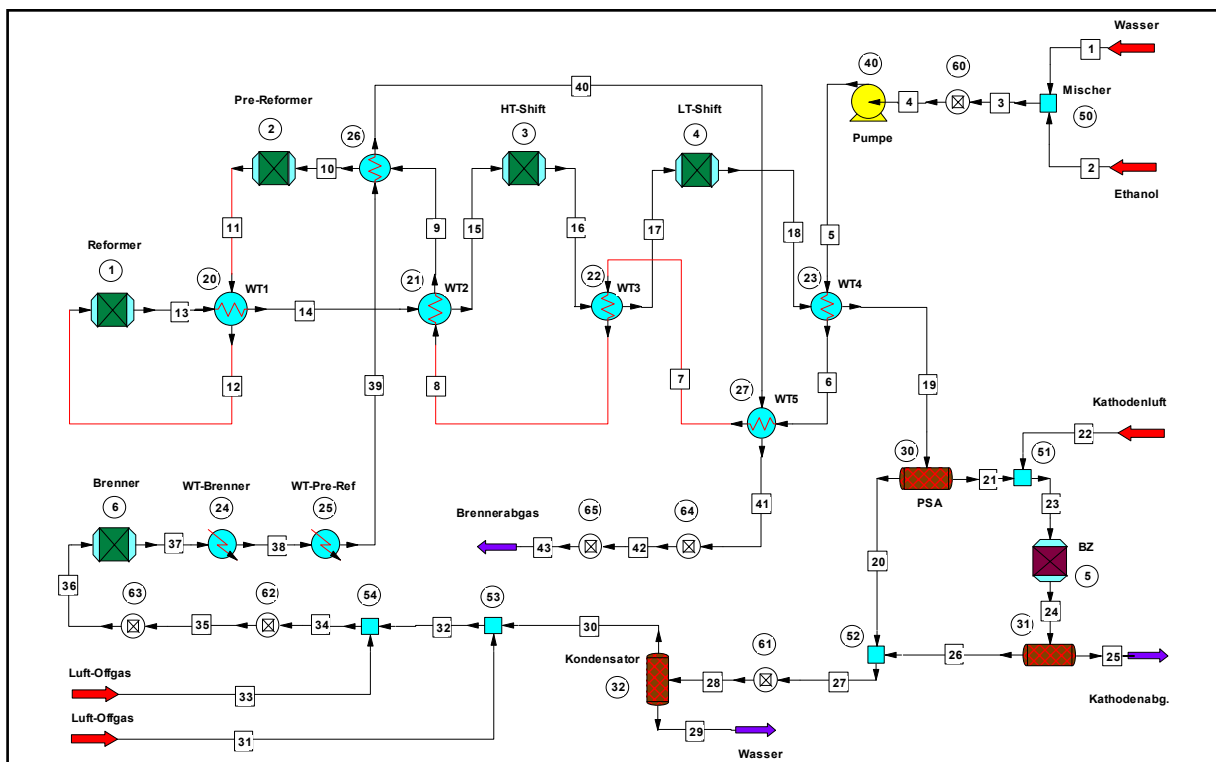 Wasser
40
60
1
40
HT-Shift
LT-Shift
Mischer
Pre-Reformer
4
3
50
2
26
3
4
Pumpe
10
2
Ethanol
11
9
15
16
17
18
5
Reformer
1
20
WT1
21
WT2
22
WT3
23
WT4
13
14
12
39
8
7
6
19
27
WT5
Kathodenluft
22
30
51
21
PSA
23
Brenner
WT-Brenner
WT-Pre-Ref
6
24
25
Brennerabgas
65
64
41
BZ
5
37
38
43
42
20
36
24
63
62
54
53
31
52
35
34
32
30
61
26
25
Kondensator
32
28
27
Kathodenabg.
Luft-Offgas
33
Luft-Offgas
31
29
Wasser